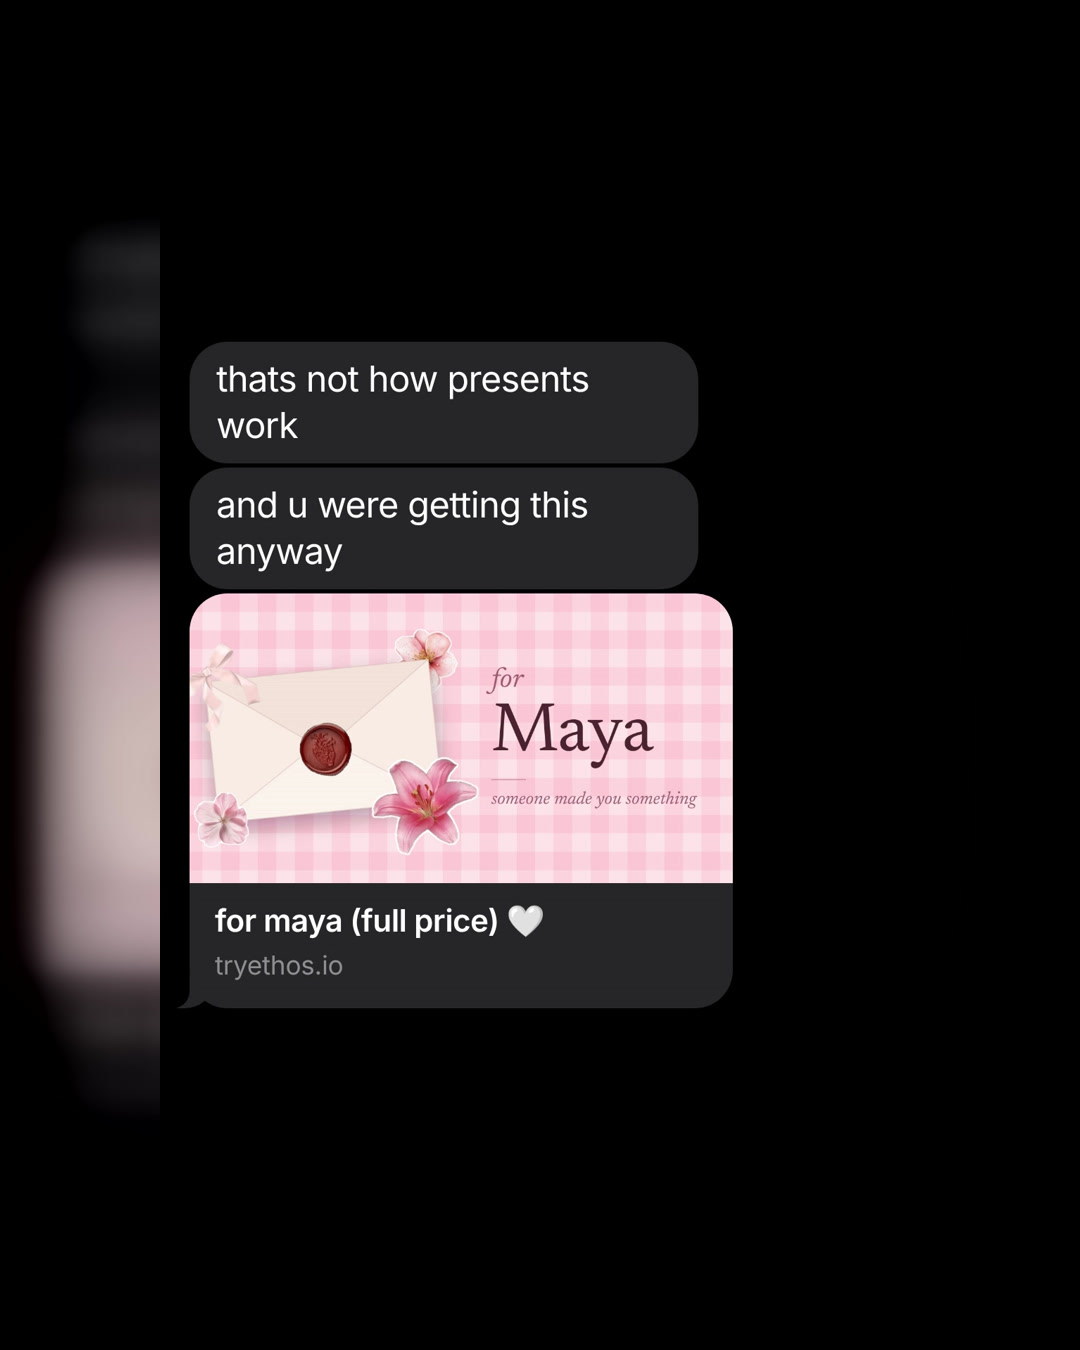 thats not how presents
work
and u were getting this
anyway
for
Maya
someone made you something
for maya (full price) 🤍
tryethos.io